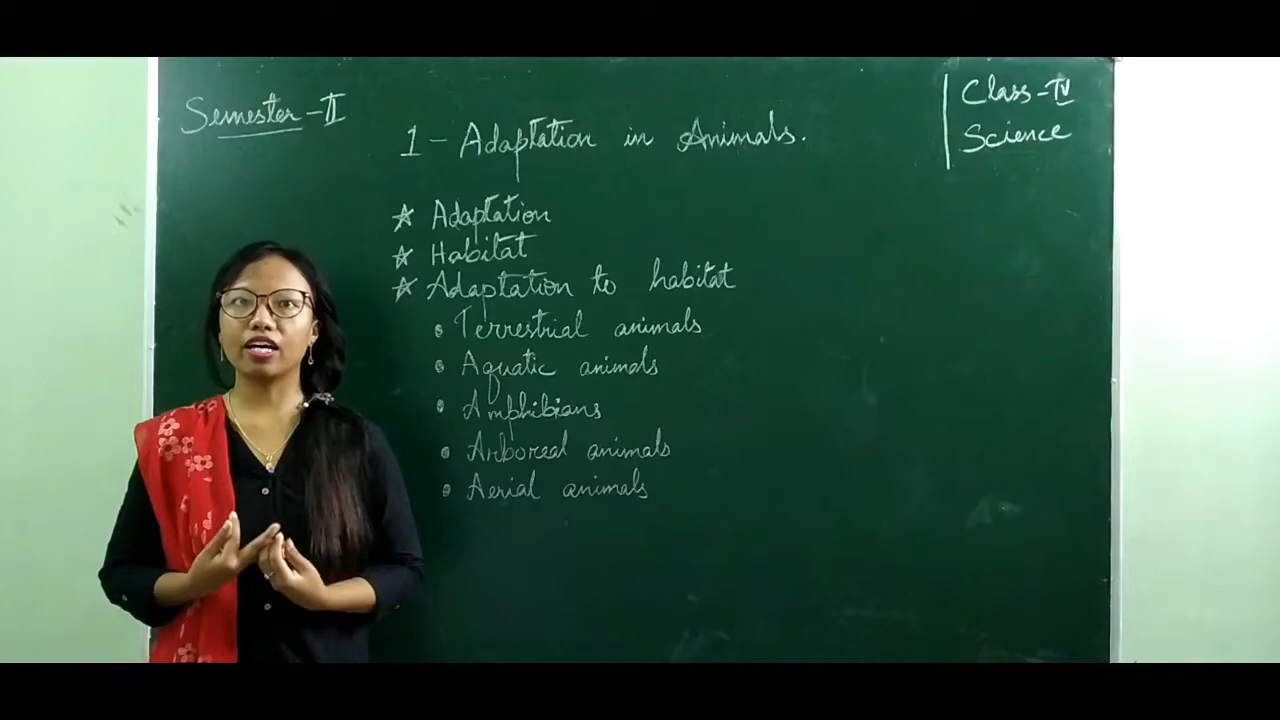 Semester-II
Class-IV
Science
1- Adaptation in Animals.
☆ Adaptation
☆ Habitat
☆ Adaptation to habitat
• Terrestrial animals
• Aquatic animals
• Amphibians
• Arboreal animals
• Aerial animals